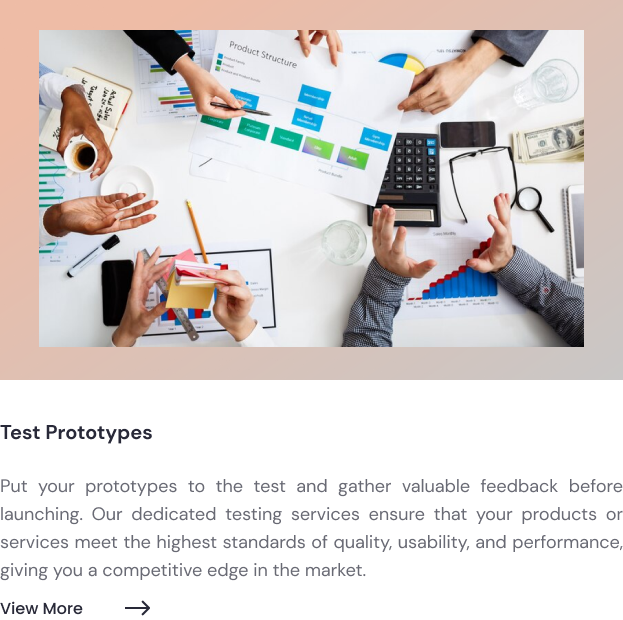 Product Structure
Test Prototypes
Put your prototypes to the test and gather valuable feedback before
launching. Our dedicated testing services ensure that your products or
services meet the highest standards of quality, usability, and performance,
giving you a competitive edge in the market.
View More